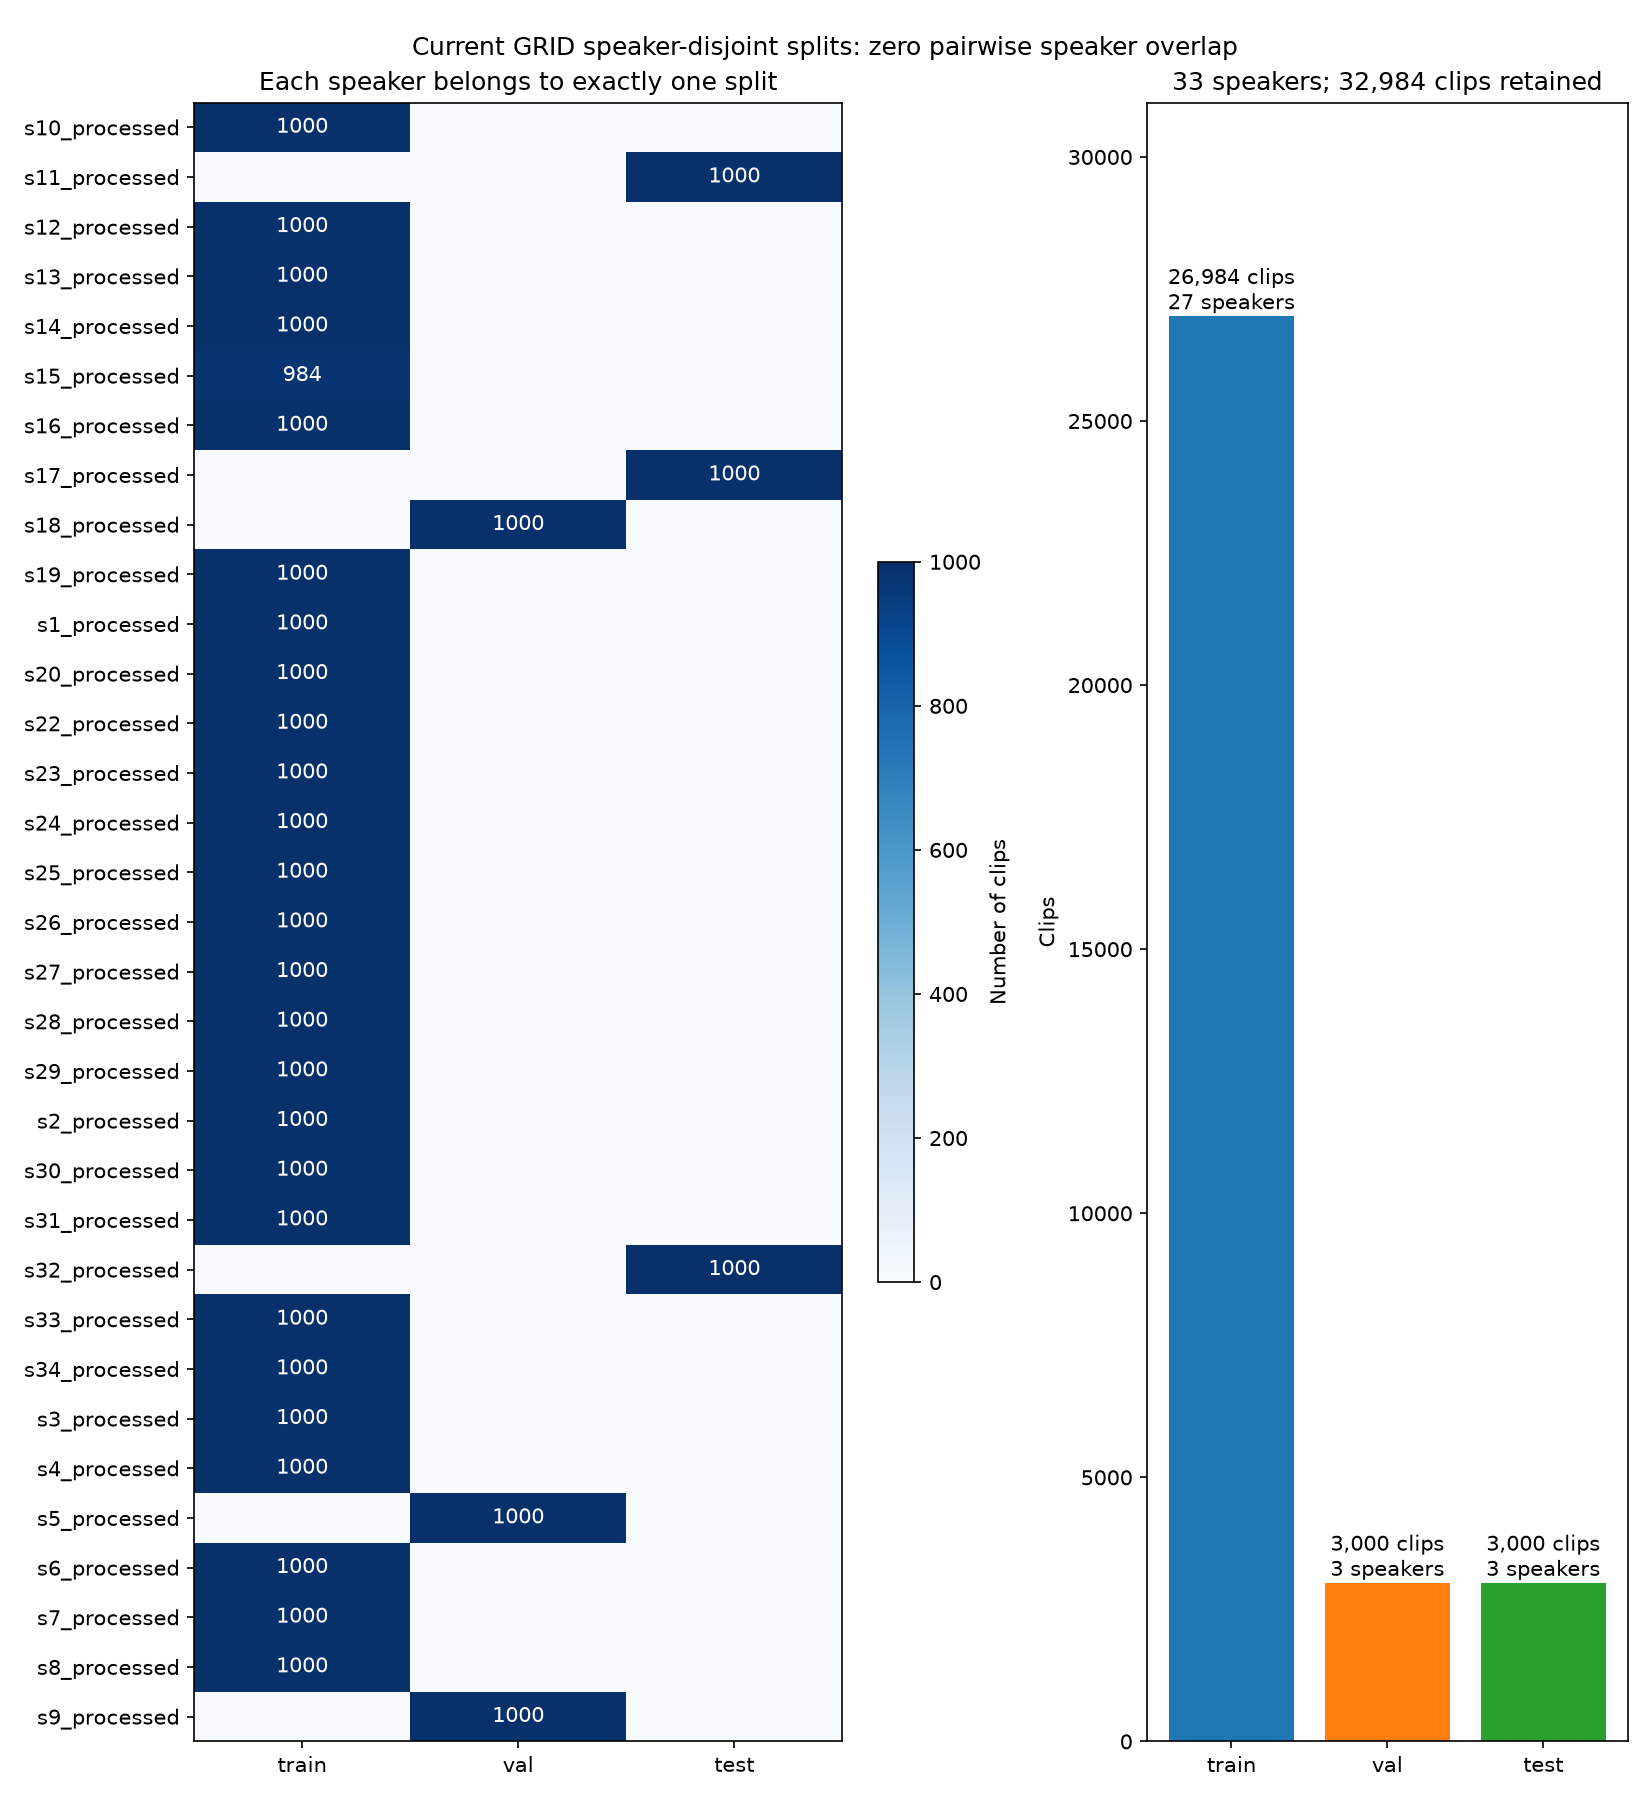 Current GRID speaker-disjoint splits: zero pairwise speaker overlap
Each speaker belongs to exactly one split
s10_processed 1000
s11_processed 1000
s12_processed 1000
s13_processed 1000
s14_processed 1000
s15_processed 984
s16_processed 1000
s17_processed 1000
s18_processed 1000
s19_processed 1000
s1_processed 1000
s20_processed 1000
s22_processed 1000
s23_processed 1000
s24_processed 1000
s25_processed 1000
s26_processed 1000
s27_processed 1000
s28_processed 1000
s29_processed 1000
s2_processed 1000
s30_processed 1000
s31_processed 1000
s32_processed 1000
s33_processed 1000
s34_processed 1000
s3_processed 1000
s4_processed 1000
s5_processed 1000
s6_processed 1000
s7_processed 1000
s8_processed 1000
s9_processed 1000
train val test
1000
800
600
400
200
0
Number of clips
33 speakers; 32,984 clips retained
Clips
30000
25000
20000
15000
10000
5000
0
26,984 clips
27 speakers
3,000 clips
3 speakers
3,000 clips
3 speakers
train val test